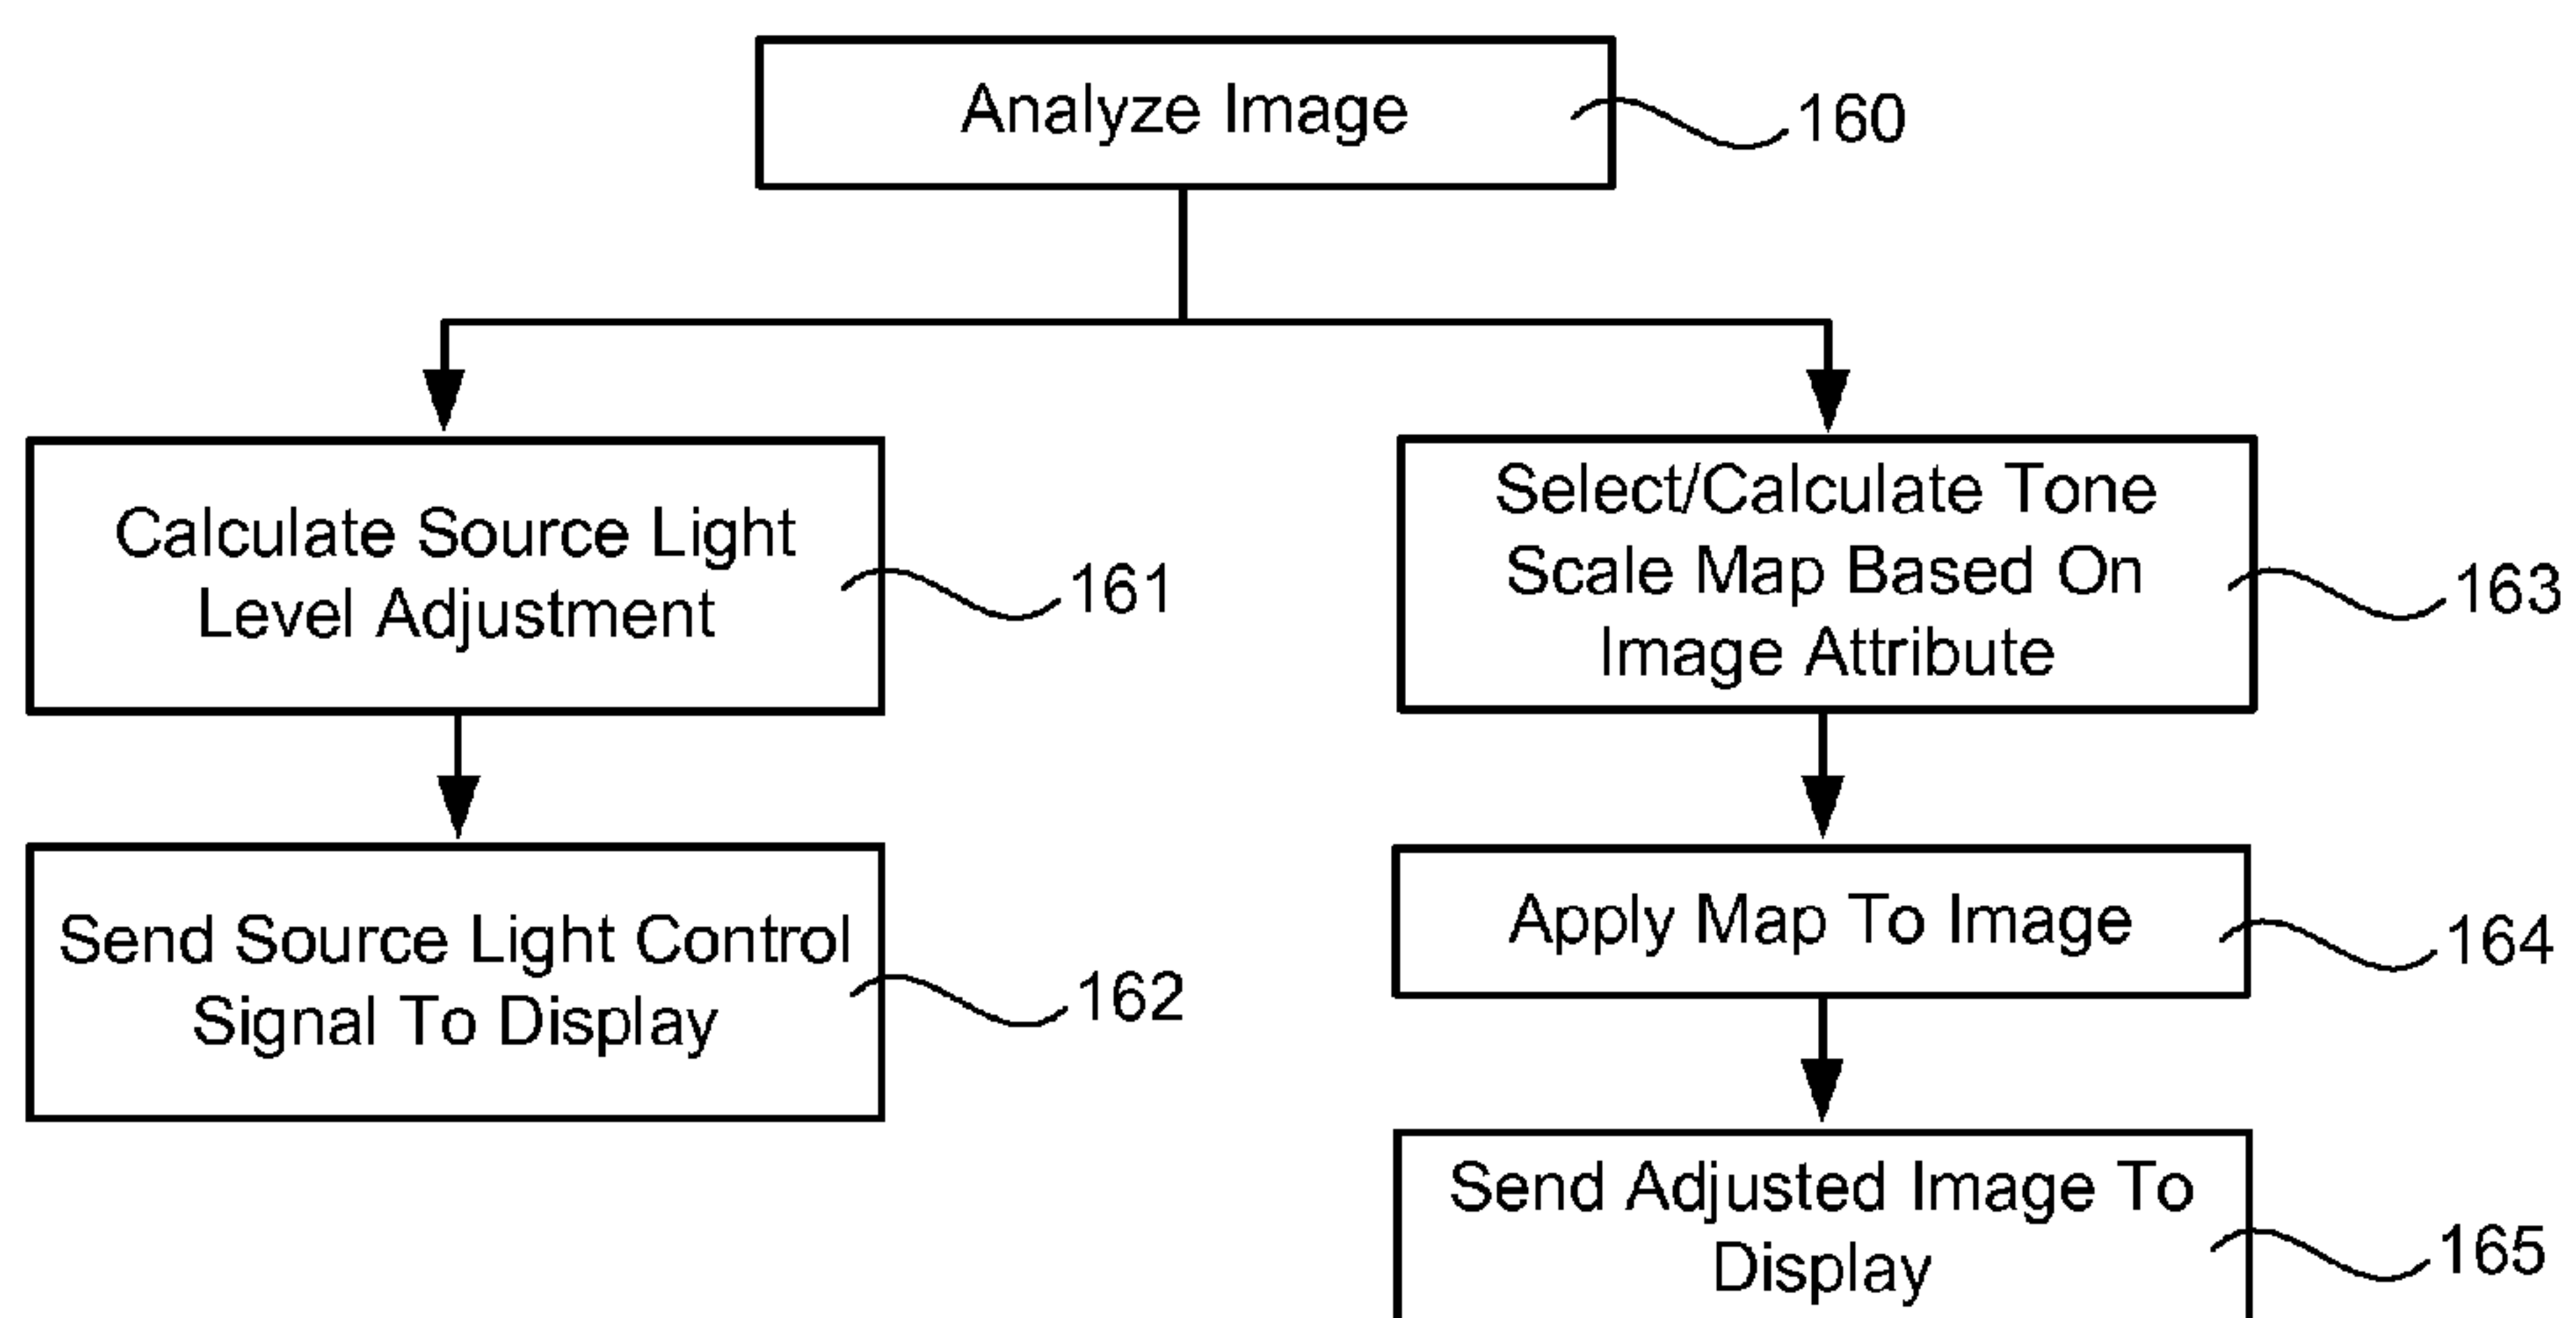 Analyze Image
160
Calculate Source Light
Level Adjustment
161
Select/Calculate Tone
Scale Map Based On
Image Attribute
163
Send Source Light Control
Signal To Display
162
Apply Map To Image
164
Send Adjusted Image To
Display
165